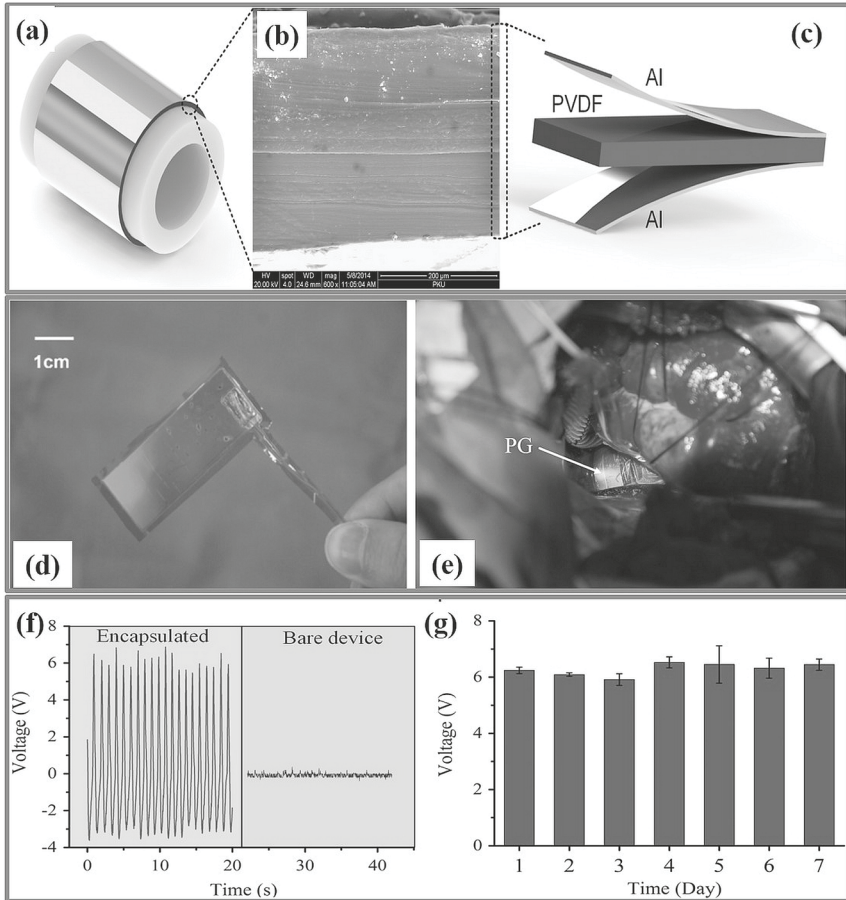 (a)
(b)
(c)
Al
PVDF
Al
HV spot WD mag 5/8/2014 200 µm
20.00 kV 4.0 24.6 mm 600 x 11:05:04 AM PKU
1cm
(d)
PG
(e)
(f)
Encapsulated
Bare device
Voltage (V)
8
6
4
2
0
-2
-4
0 10 20 30 40
Time (s)
(g)
Voltage (V)
8
6
4
2
0
1 2 3 4 5 6 7
Time (Day)